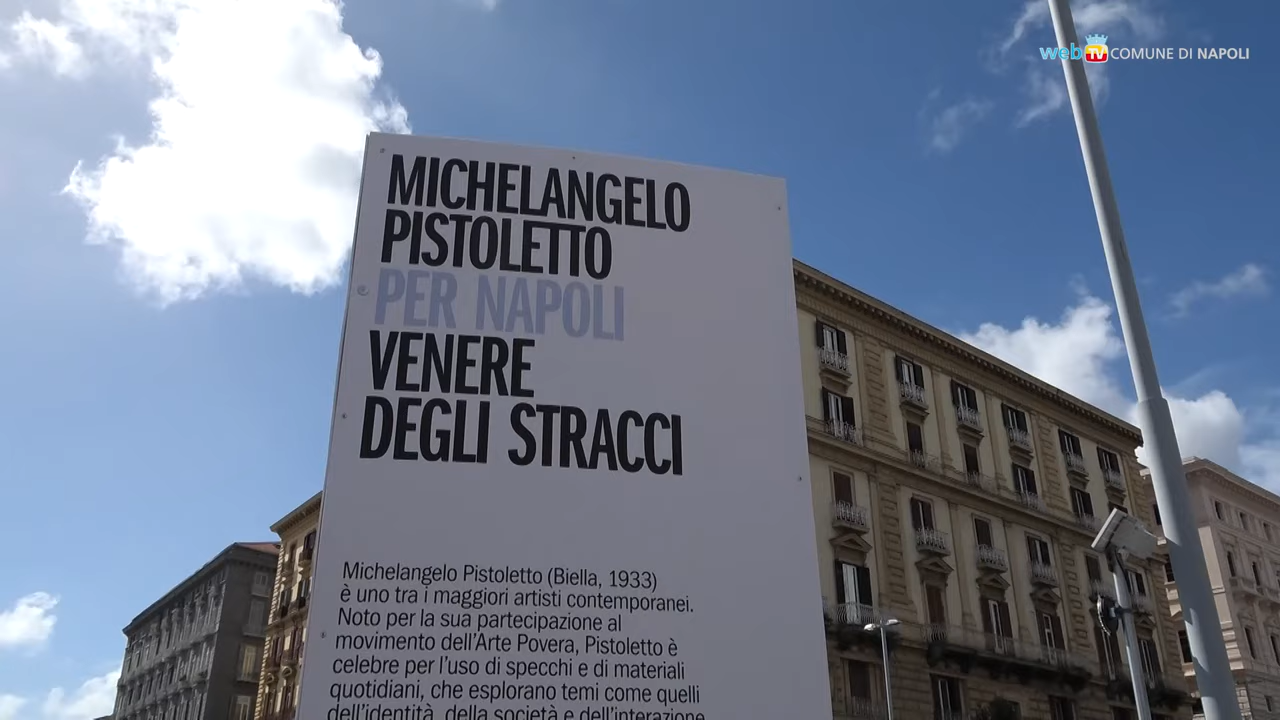 web TV COMUNE DI NAPOLI
MICHELANGELO
PISTOLETTO
PER NAPOLI
VENERE
DEGLI STRACCI
Michelangelo Pistoletto (Biella, 1933)
è uno tra i maggiori artisti contemporanei.
Noto per la sua partecipazione al
movimento dell'Arte Povera, Pistoletto è
celebre per l'uso di specchi e di materiali
quotidiani, che esplorano temi come quelli
dell'identità, della società e dell'interazione